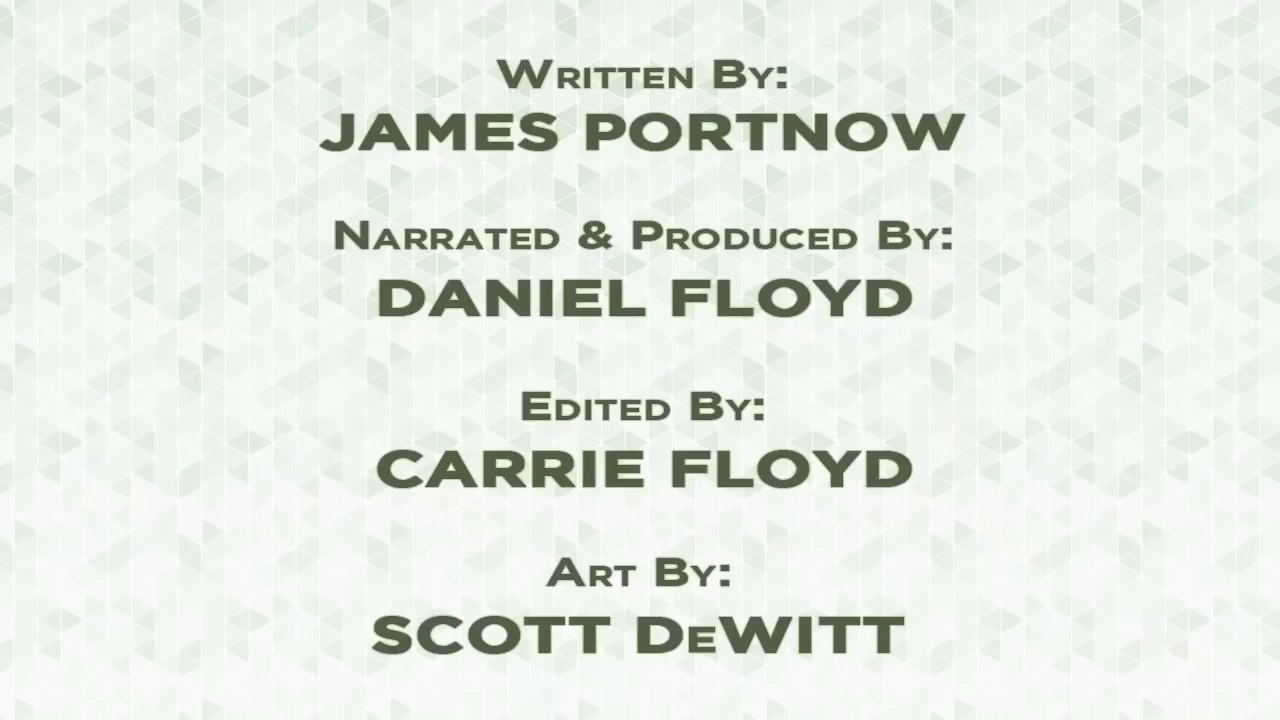 Written By:
JAMES PORTNOW
Narrated & Produced By:
DANIEL FLOYD
Edited By:
CARRIE FLOYD
Art By:
SCOTT DeWITT